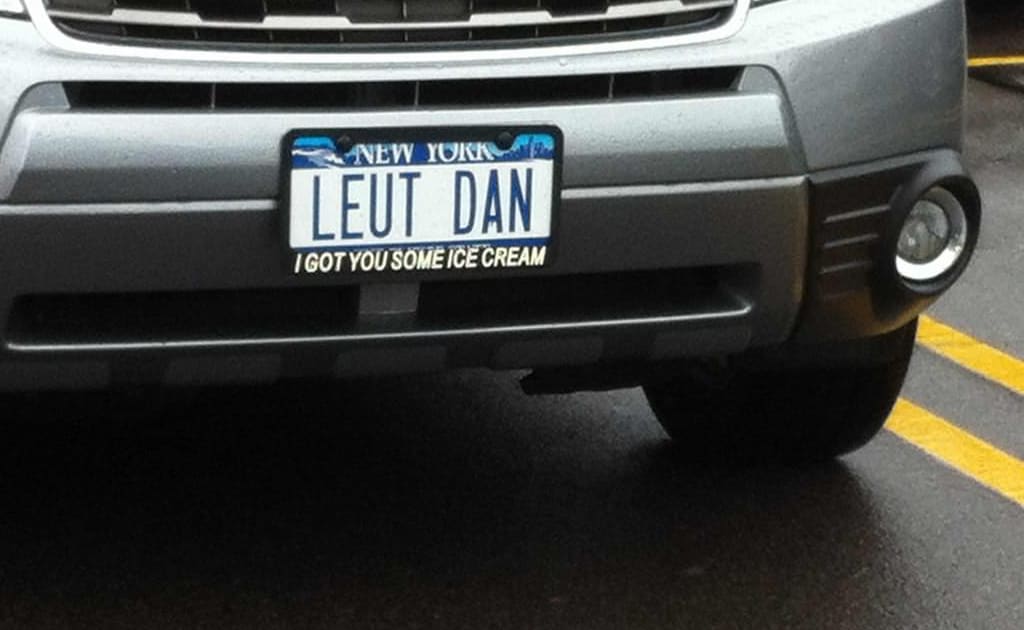 NEW YORK
LEUT DAN
I GOT YOU SOME ICE CREAM